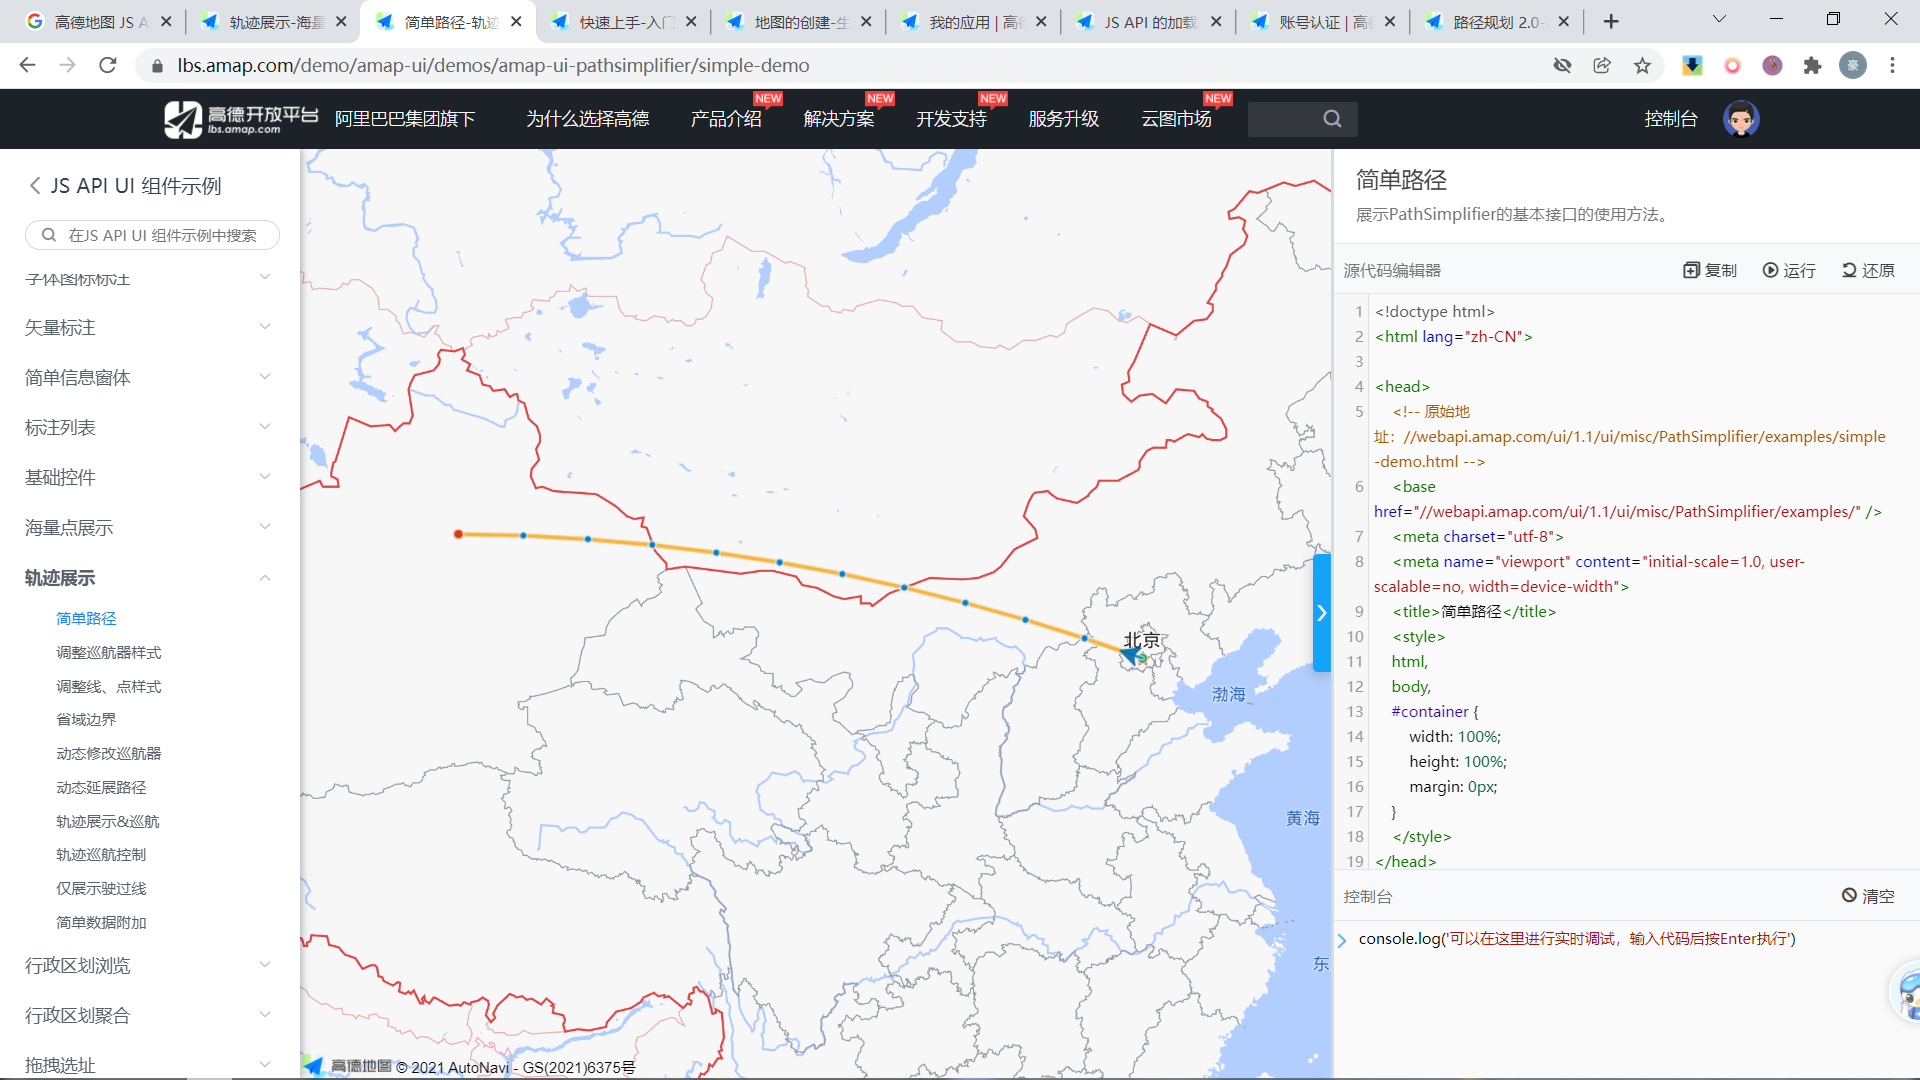 高德地图 JS A
轨迹展示-海量
简单路径-轨迹
快速上手-入门
地图的创建-生
我的应用 | 高德
JS API 的加载
账号认证 | 高德
路径规划 2.0-
lbs.amap.com/demo/amap-ui/demos/amap-ui-pathsimplifier/simple-demo
豪
高德开放平台
lbs.amap.com
阿里巴巴集团旗下
为什么选择高德
产品介绍
NEW
解决方案
NEW
开发支持
NEW
服务升级
云图市场
NEW
控制台
JS API UI 组件示例
在JS API UI 组件示例中搜索
字体图标标注
矢量标注
简单信息窗体
标注列表
基础控件
海量点展示
轨迹展示
简单路径
调整巡航器样式
调整线、点样式
省域边界
动态修改巡航器
动态延展路径
轨迹展示&巡航
轨迹巡航控制
仅展示驶过线
简单数据附加
行政区划浏览
行政区划聚合
拖拽选址
北京
渤海
黄海
东
高德地图 © 2021 AutoNavi - GS(2021)6375号
简单路径
展示PathSimplifier的基本接口的使用方法。
源代码编辑器
复制
运行
还原
1 <!doctype html>
2 <html lang="zh-CN">
3
4 <head>
5 <!-- 原始地
址：//webapi.amap.com/ui/1.1/ui/misc/PathSimplifier/examples/simple
-demo.html -->
6 <base
href="//webapi.amap.com/ui/1.1/ui/misc/PathSimplifier/examples/" />
7 <meta charset="utf-8">
8 <meta name="viewport" content="initial-scale=1.0, user-
scalable=no, width=device-width">
9 <title>简单路径</title>
10 <style>
11 html,
12 body,
13 #container {
14 width: 100%;
15 height: 100%;
16 margin: 0px;
17 }
18 </style>
19 </head>
控制台
清空
console.log('可以在这里进行实时调试，输入代码后按Enter执行')